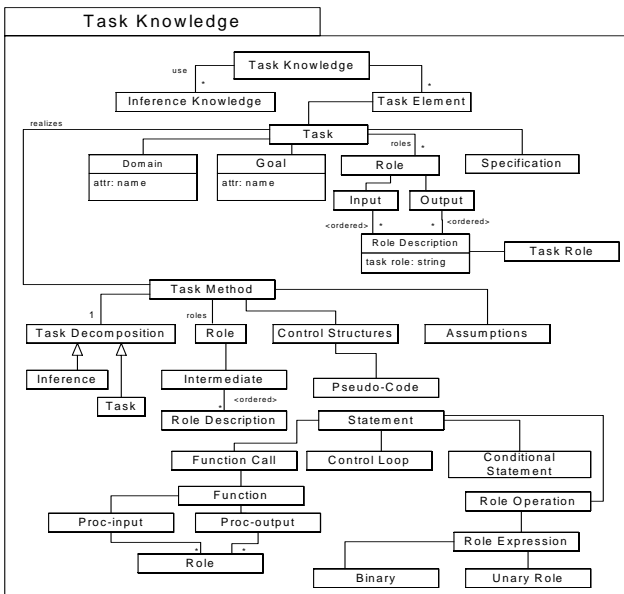 Task Knowledge
Task Knowledge
use
*
*
Inference Knowledge
Task Element
realizes
Task
roles
*
Domain
attr: name
Goal
attr: name
Role
Specification
Input
Output
<ordered>
*
*
<ordered>
Role Description
task role: string
Task Role
Task Method
1
roles
Task Decomposition
Role
Control Structures
Assumptions
Inference
Intermediate
Pseudo-Code
Task
<ordered>
*
Role Description
Statement
Function Call
Control Loop
Conditional
Statement
Function
Role Operation
Proc-input
Proc-output
Role Expression
*
*
Role
Binary
Unary Role